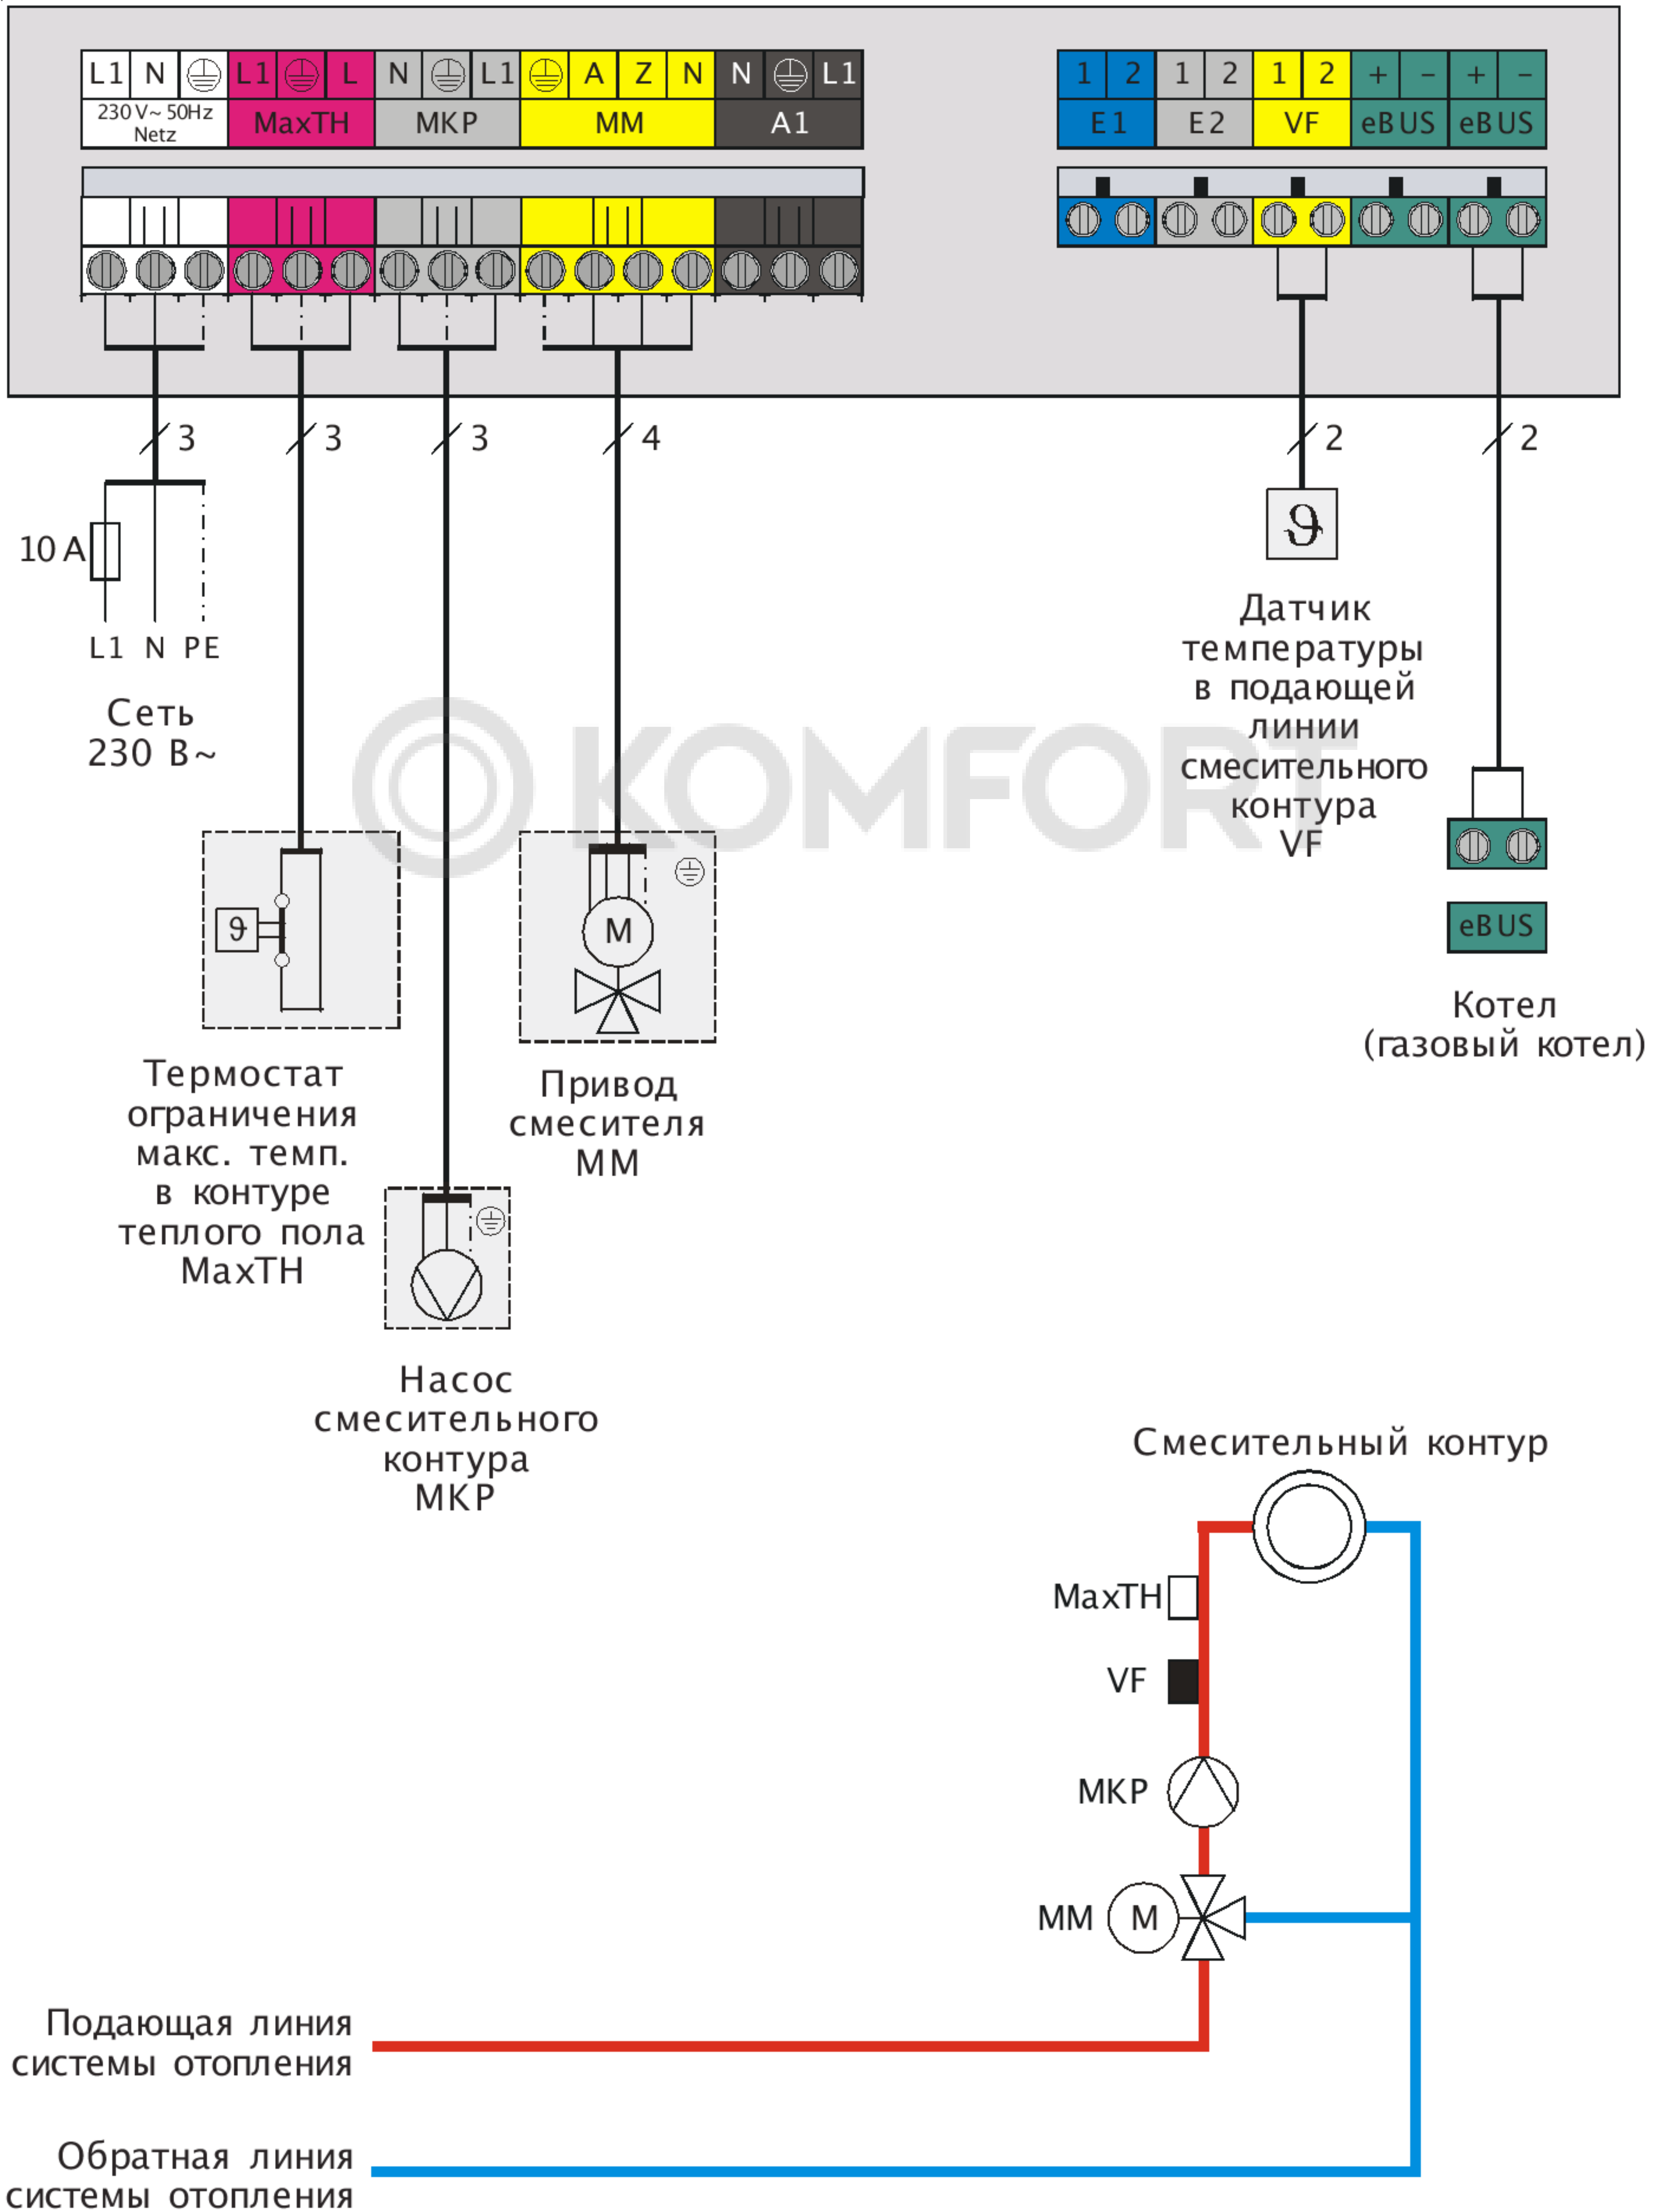 L1 N L1 L N L1 A Z N N L1 1 2 1 2 1 2 + - + -
230 V~ 50Hz
Netz
MaxTH MKP MM A1 E1 E2 VF eBUS eBUS
3 3 3 4 2 2
10 A
L1 N PE
Сеть
230 В~
ϑ
Датчик
температуры
в подающей
линии
смесительного
контура
VF
KOMFORT
ϑ
M
eBUS
Котел
(газовый котел)
Термостат
ограничения
макс. темп.
в контуре
теплого пола
MaxTH
Привод
смесителя
MM
Насос
смесительного
контура
MKP
Смесительный контур
MaxTH
VF
MKP
MM M
Подающая линия
системы отопления
Обратная линия
системы отопления